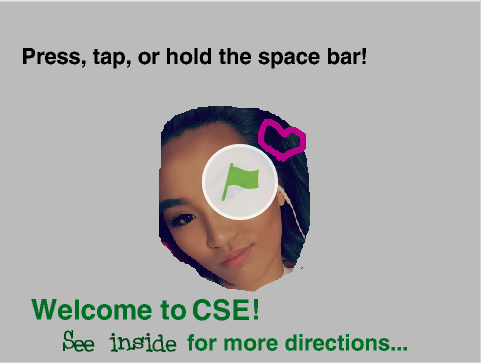 Press, tap, or hold the space bar!
Welcome to CSE!
See inside for more directions...